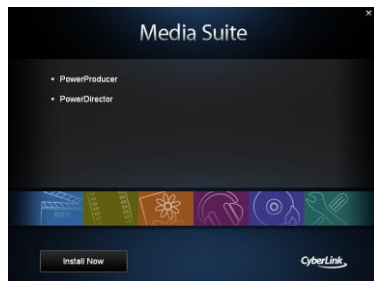 Media Suite
PowerProducer
PowerDirector
Install Now
CyberLink